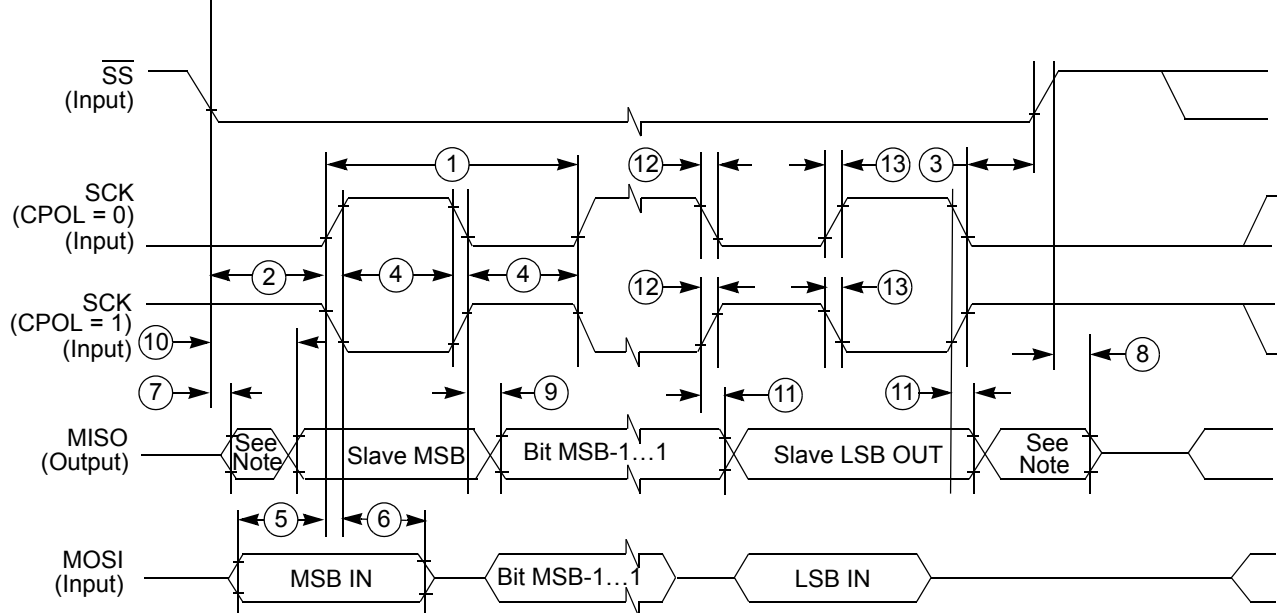 SS
(Input)
1
12
13
3
SCK
(CPOL = 0)
(Input)
2
4
4
SCK
(CPOL = 1)
(Input)
12
13
10
8
7
9
11
11
MISO
(Output)
See
Note
Slave MSB
Bit MSB-1…1
Slave LSB OUT
See
Note
5
6
MOSI
(Input)
MSB IN
Bit MSB-1…1
LSB IN